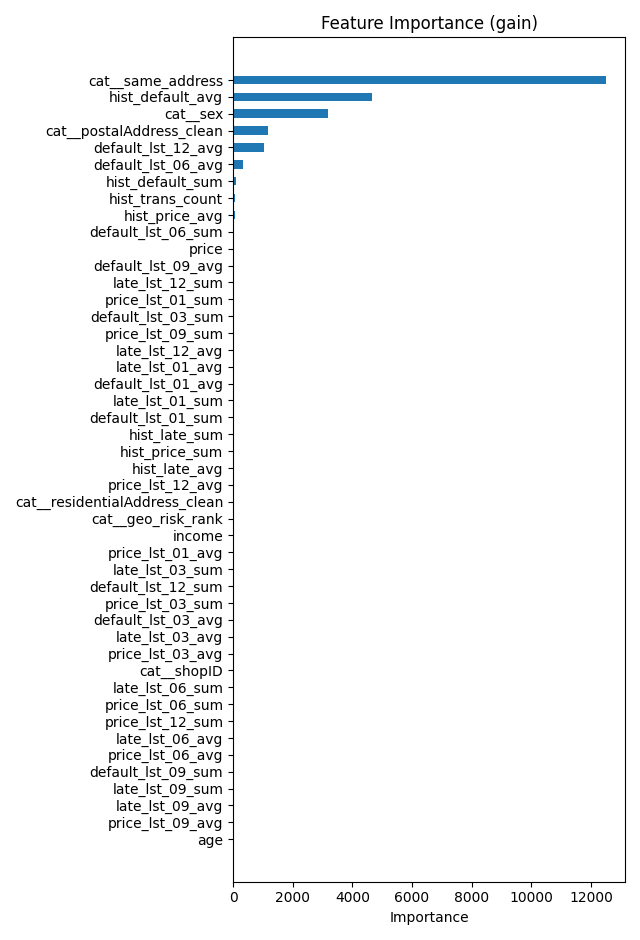 Feature Importance (gain)
cat__same_address
hist_default_avg
cat__sex
cat__postalAddress_clean
default_lst_12_avg
default_lst_06_avg
hist_default_sum
hist_trans_count
hist_price_avg
default_lst_06_sum
price
default_lst_09_avg
late_lst_12_sum
price_lst_01_sum
default_lst_03_sum
price_lst_09_sum
late_lst_12_avg
late_lst_01_avg
default_lst_01_avg
late_lst_01_sum
default_lst_01_sum
hist_late_sum
hist_price_sum
hist_late_avg
price_lst_12_avg
cat__residentialAddress_clean
cat__geo_risk_rank
income
price_lst_01_avg
late_lst_03_sum
default_lst_12_sum
price_lst_03_sum
default_lst_03_avg
late_lst_03_avg
price_lst_03_avg
cat__shopID
late_lst_06_sum
price_lst_06_sum
price_lst_12_sum
late_lst_06_avg
price_lst_06_avg
default_lst_09_sum
late_lst_09_sum
late_lst_09_avg
price_lst_09_avg
age
0 2000 4000 6000 8000 10000 12000
Importance